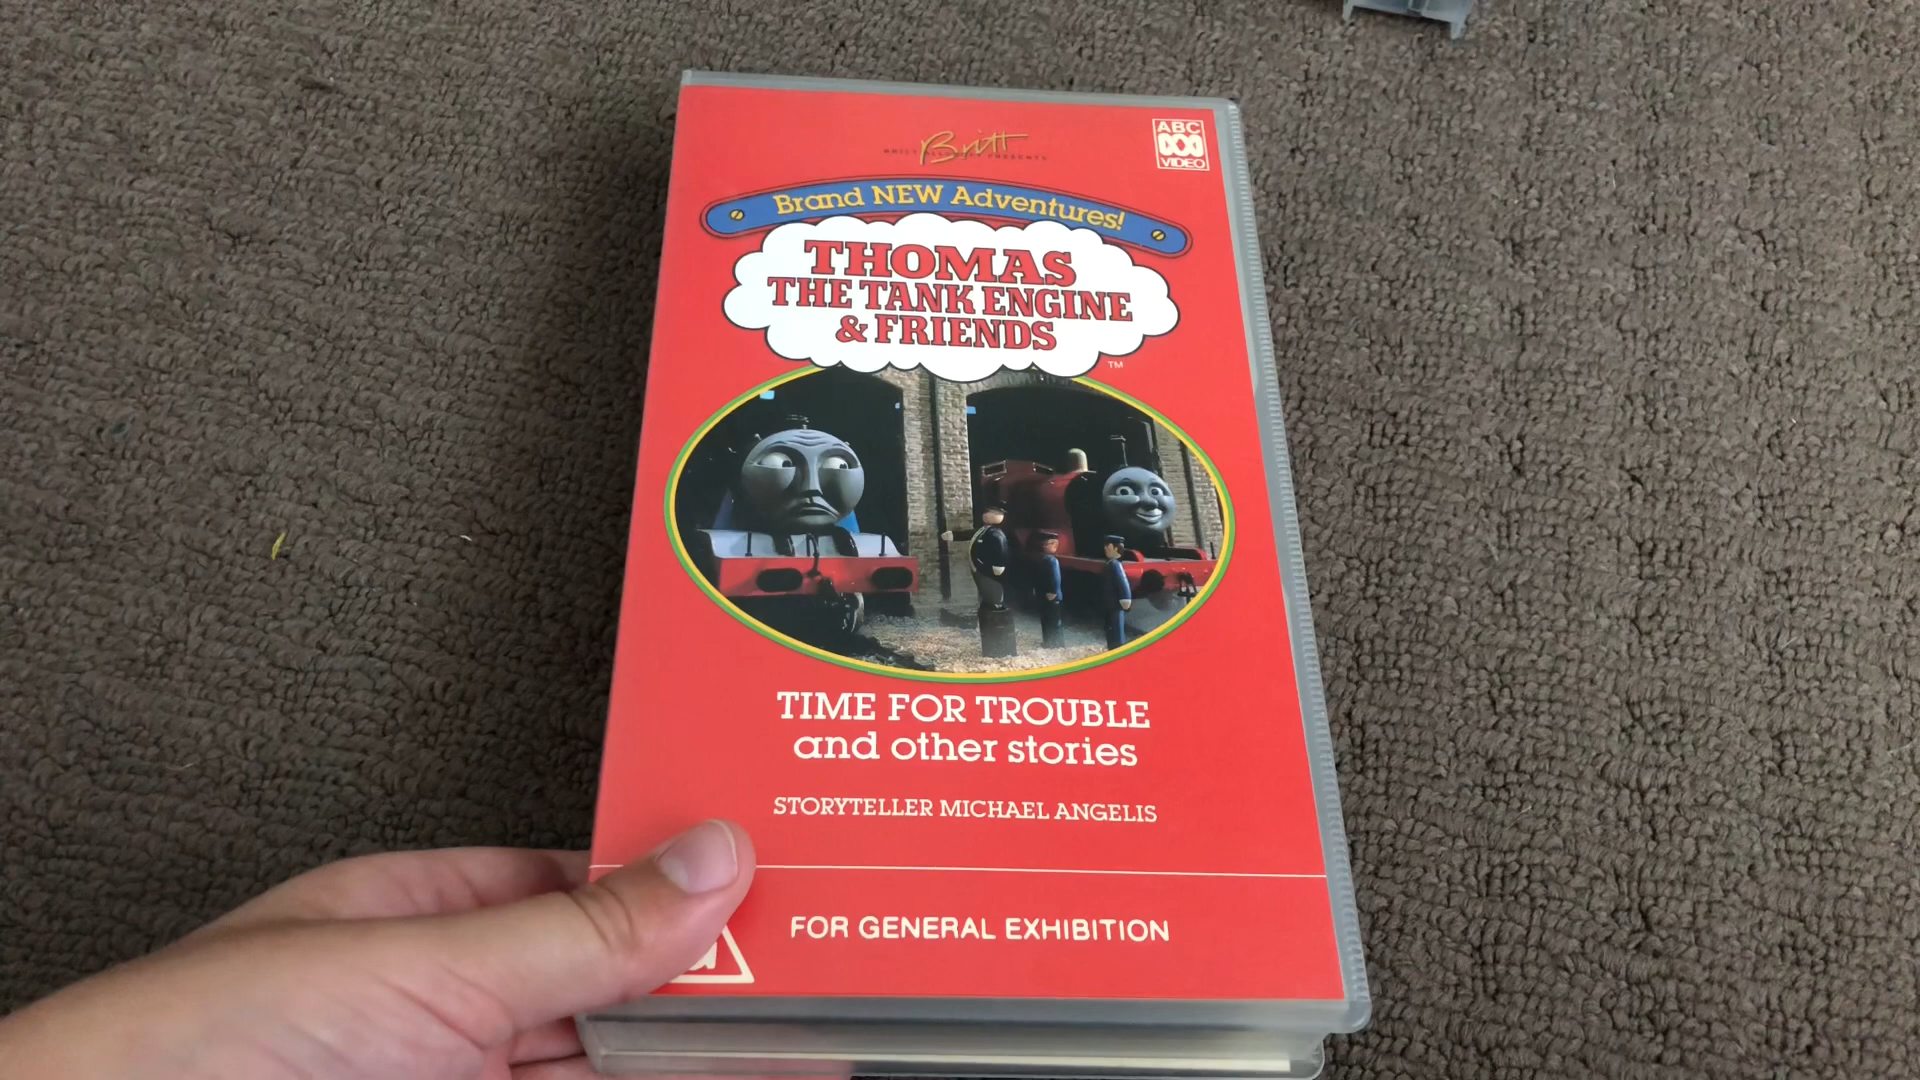 Britt
ABC
VIDEO
Brand NEW Adventures!
THOMAS
THE TANK ENGINE
& FRIENDS
TM
TIME FOR TROUBLE
and other stories
STORYTELLER MICHAEL ANGELIS
FOR GENERAL EXHIBITION